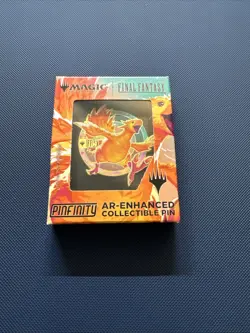 MAGIC FINAL FANTASY
PINFINITY
AR-ENHANCED
COLLECTIBLE PIN